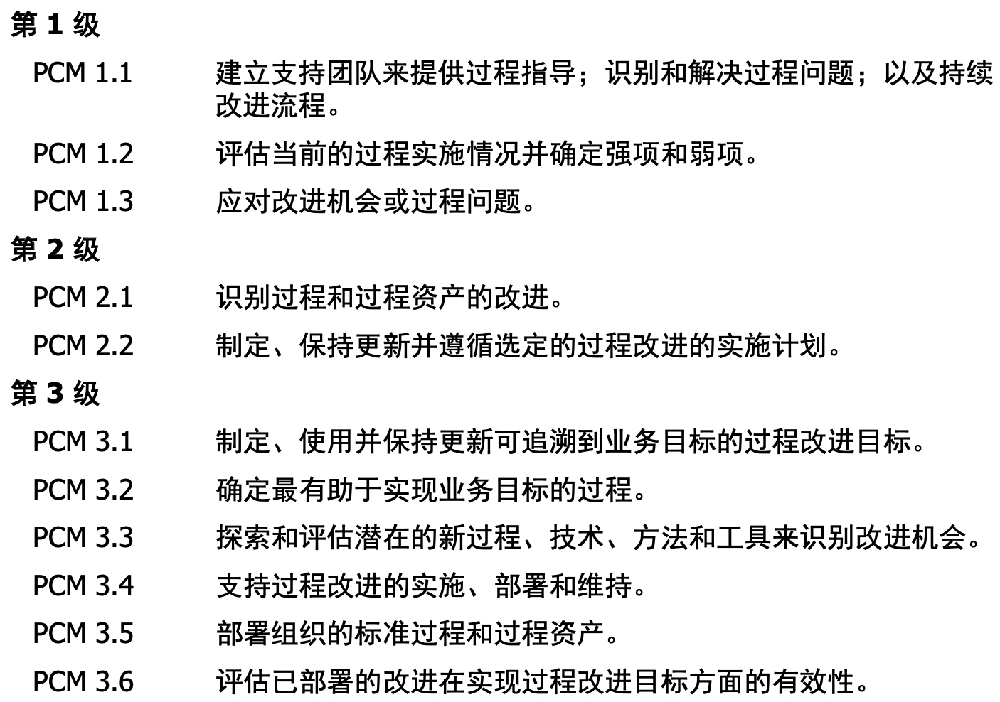 第 1 级
PCM 1.1 建立支持团队来提供过程指导；识别和解决过程问题；以及持续
改进流程。
PCM 1.2 评估当前的过程实施情况并确定强项和弱项。
PCM 1.3 应对改进机会或过程问题。
第 2 级
PCM 2.1 识别过程和过程资产的改进。
PCM 2.2 制定、保持更新并遵循选定的过程改进的实施计划。
第 3 级
PCM 3.1 制定、使用并保持更新可追溯到业务目标的过程改进目标。
PCM 3.2 确定最有助于实现业务目标的过程。
PCM 3.3 探索和评估潜在的新过程、技术、方法和工具来识别改进机会。
PCM 3.4 支持过程改进的实施、部署和维持。
PCM 3.5 部署组织的标准过程和过程资产。
PCM 3.6 评估已部署的改进在实现过程改进目标方面的有效性。